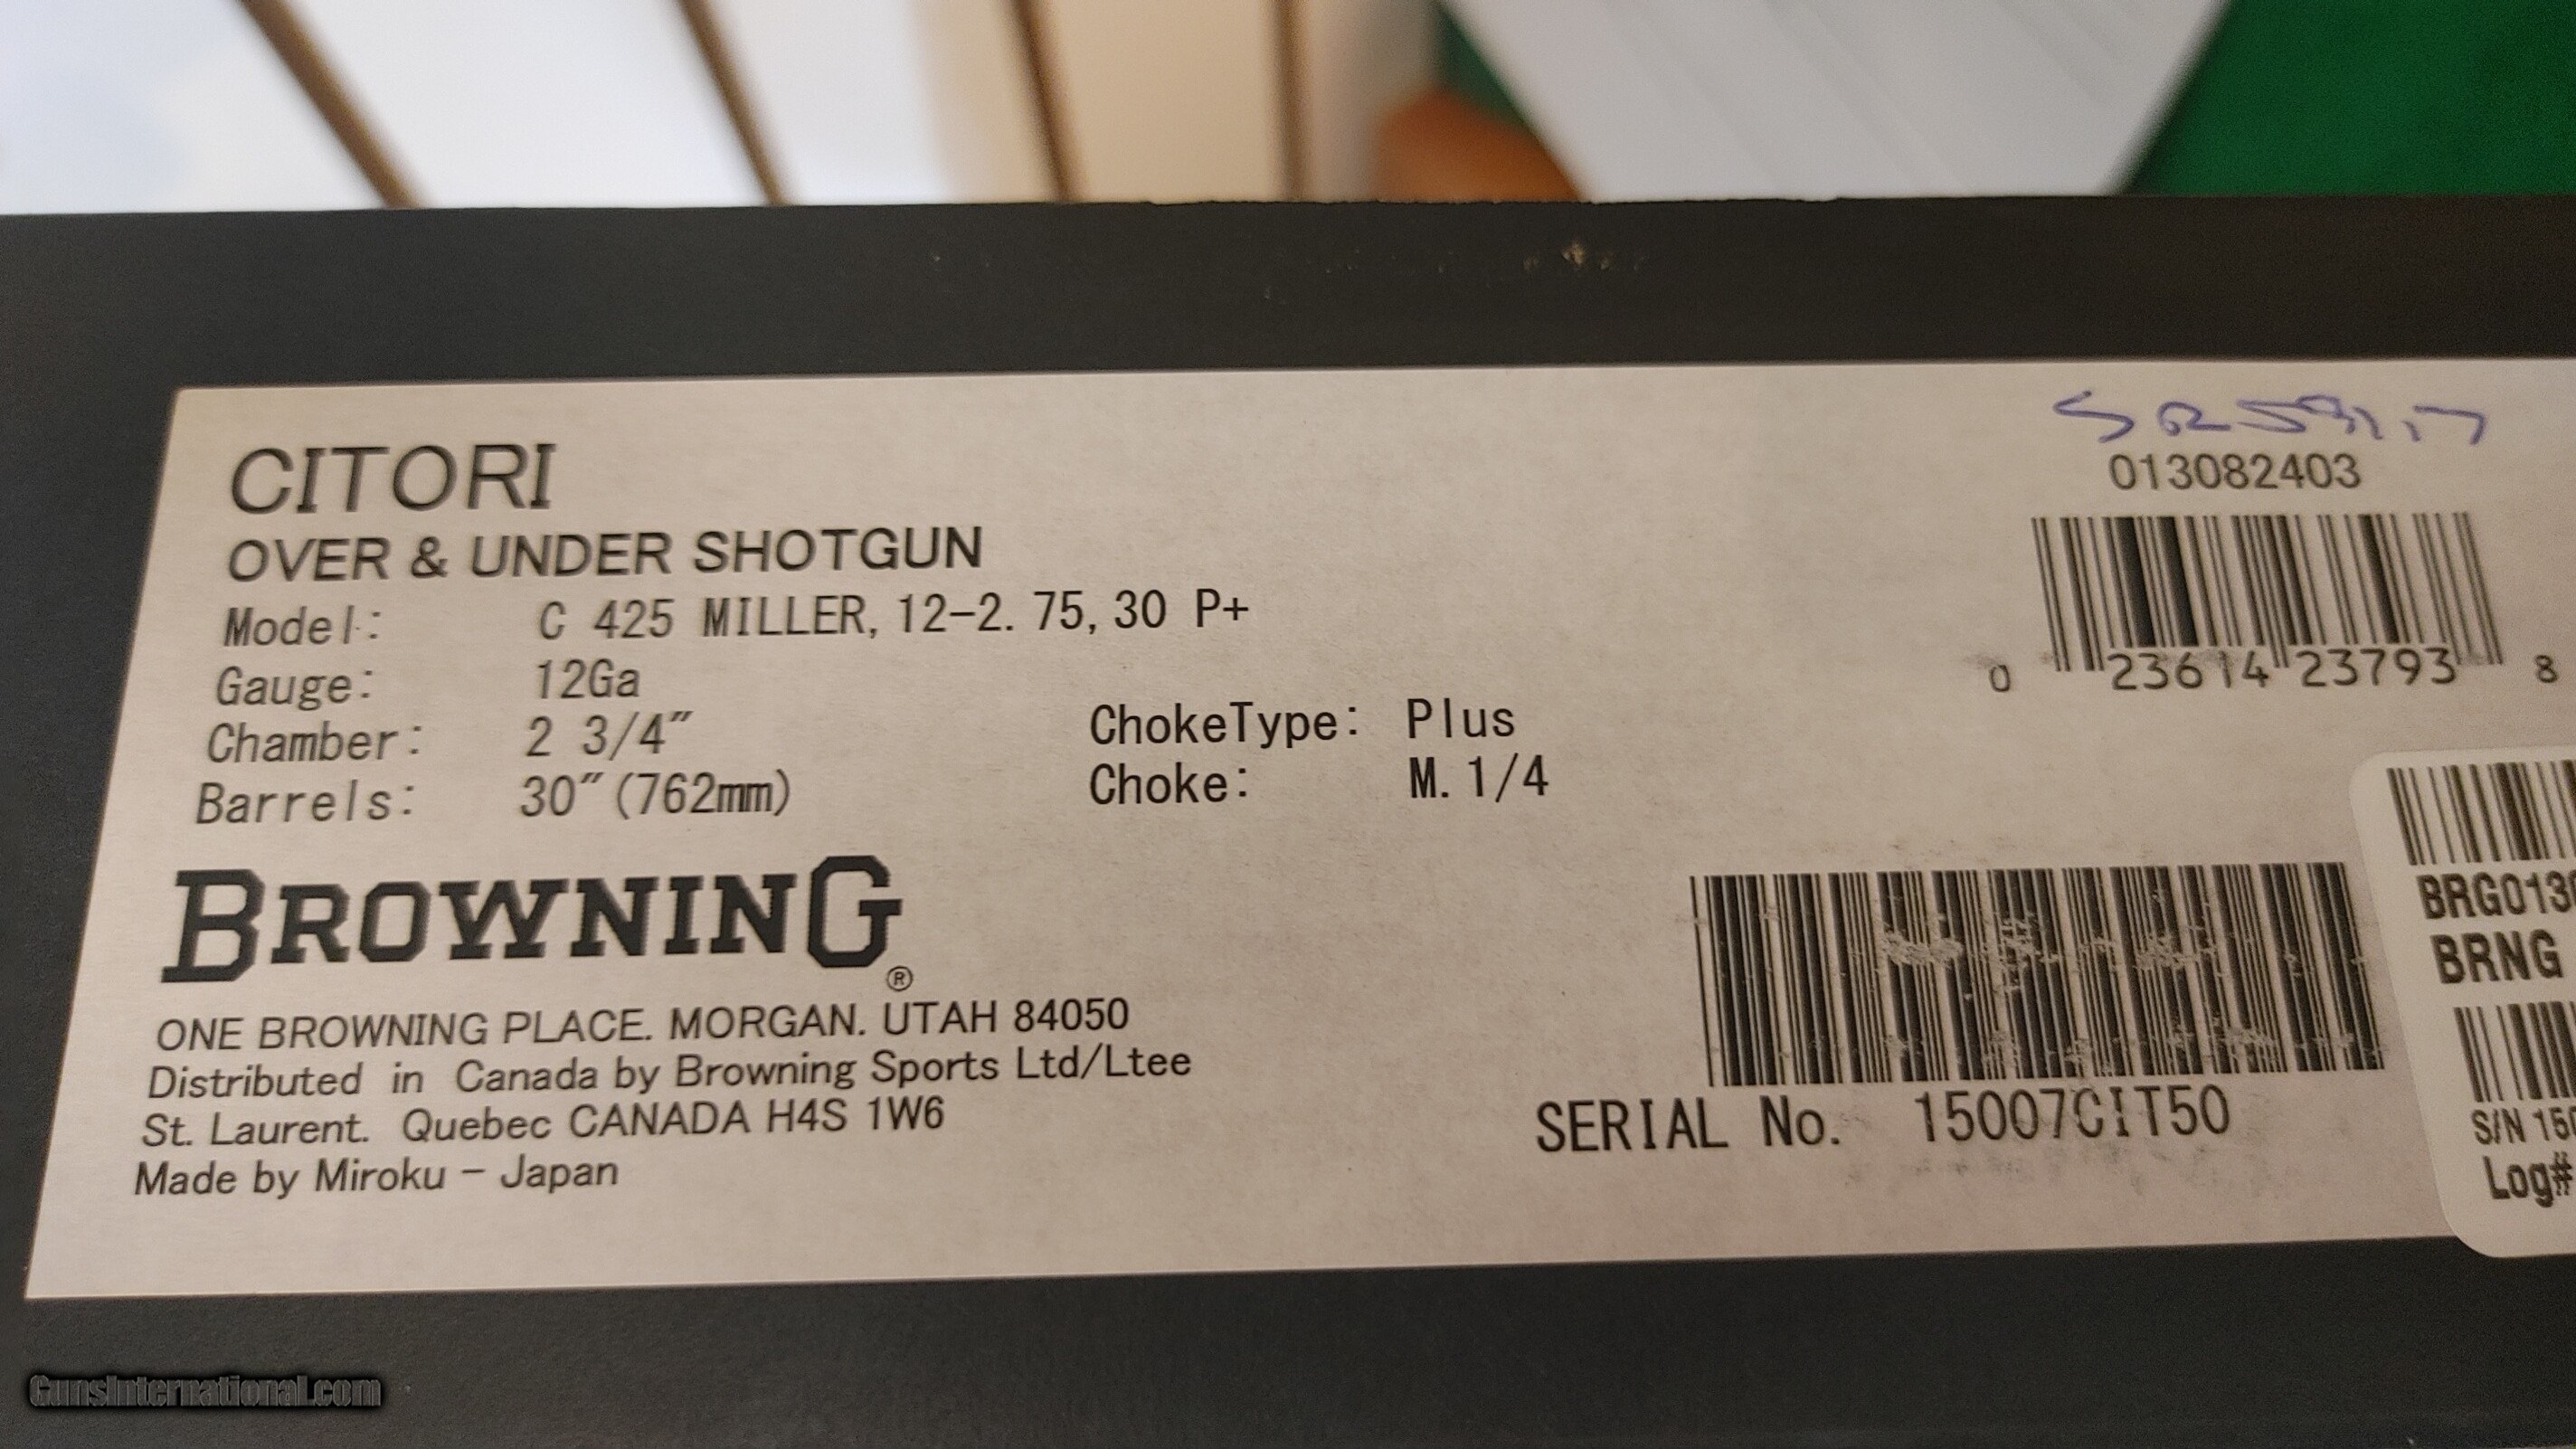 CITORI
OVER & UNDER SHOTGUN
Model: C 425 MILLER, 12-2. 75, 30 P+
Gauge: 12Ga
Chamber: 2 3/4"
Barrels: 30"(762mm)
ChokeType: Plus
Choke: M. 1/4
BROWNING®
ONE BROWNING PLACE. MORGAN. UTAH 84050
Distributed in Canada by Browning Sports Ltd/Ltee
St. Laurent. Quebec CANADA H4S 1W6
Made by Miroku - Japan
013082403
0 23614 23793 8
SERIAL No. 15007CIT50
BRG013
BRNG
S/N 150
Log#
GunsInternational.com